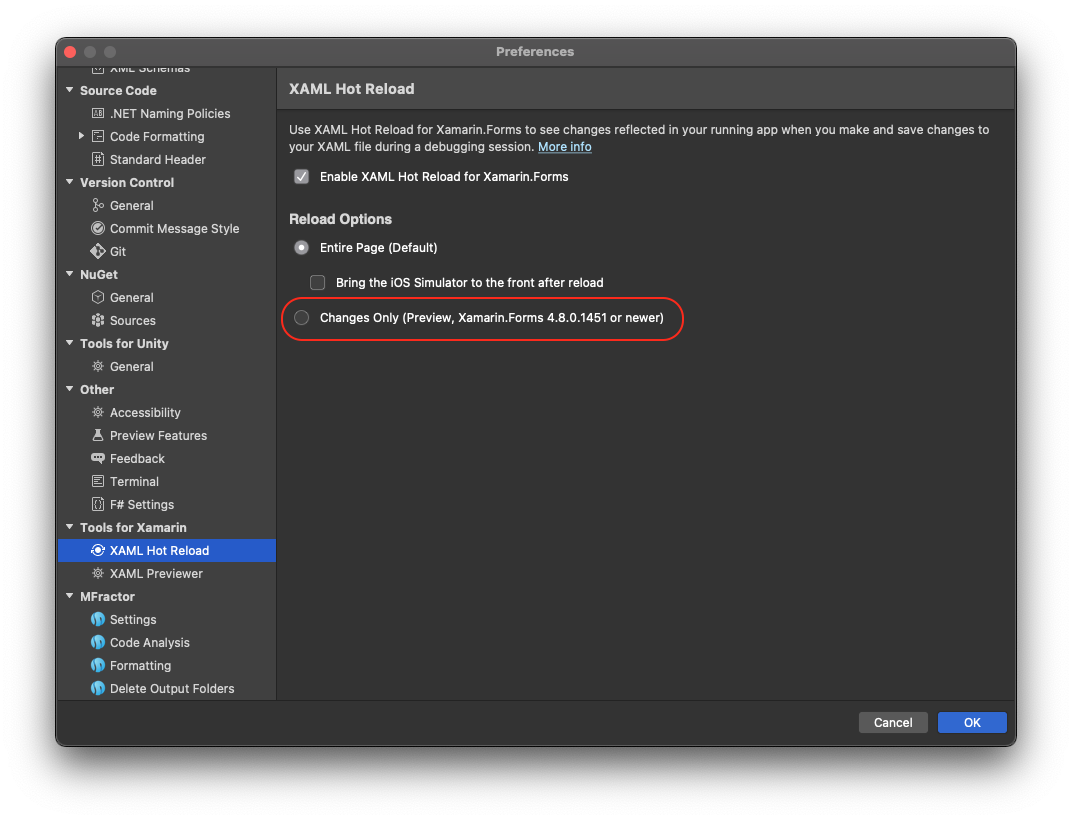 Preferences
XML Schemas
Source Code
.NET Naming Policies
Code Formatting
Standard Header
Version Control
General
Commit Message Style
Git
NuGet
General
Sources
Tools for Unity
General
Other
Accessibility
Preview Features
Feedback
Terminal
F# Settings
Tools for Xamarin
XAML Hot Reload
XAML Previewer
MFractor
Settings
Code Analysis
Formatting
Delete Output Folders
XAML Hot Reload
Use XAML Hot Reload for Xamarin.Forms to see changes reflected in your running app when you make and save changes to
your XAML file during a debugging session. More info
Enable XAML Hot Reload for Xamarin.Forms
Reload Options
Entire Page (Default)
Bring the iOS Simulator to the front after reload
Changes Only (Preview, Xamarin.Forms 4.8.0.1451 or newer)
Cancel
OK